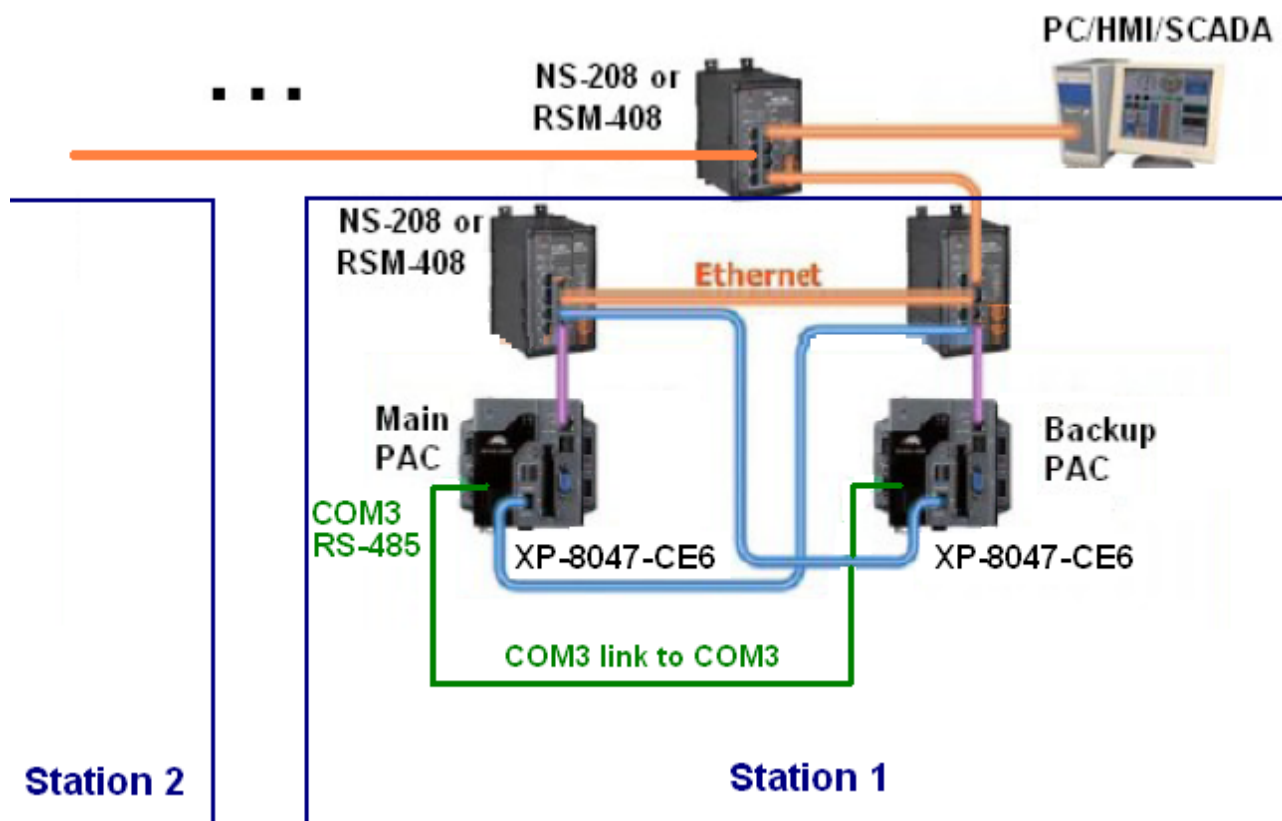 PC/HMI/SCADA
NS-208 or
RSM-408
. . .
NS-208 or
RSM-408
Ethernet
Main
PAC
Backup
PAC
COM3
RS-485
XP-8047-CE6
XP-8047-CE6
COM3 link to COM3
Station 2
Station 1